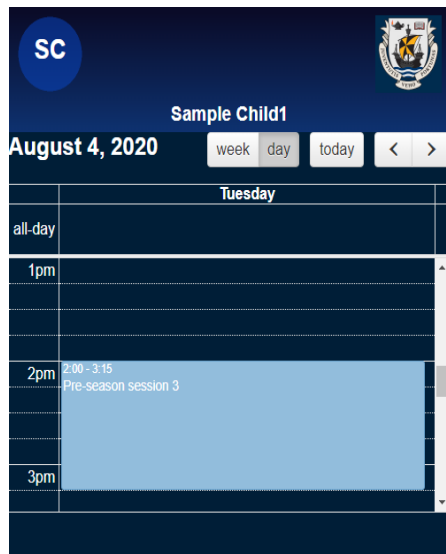 SC
Sample Child1
August 4, 2020 week day today < >
Tuesday
all-day
1pm
2pm 2:00 - 3:15
Pre-season session 3
3pm